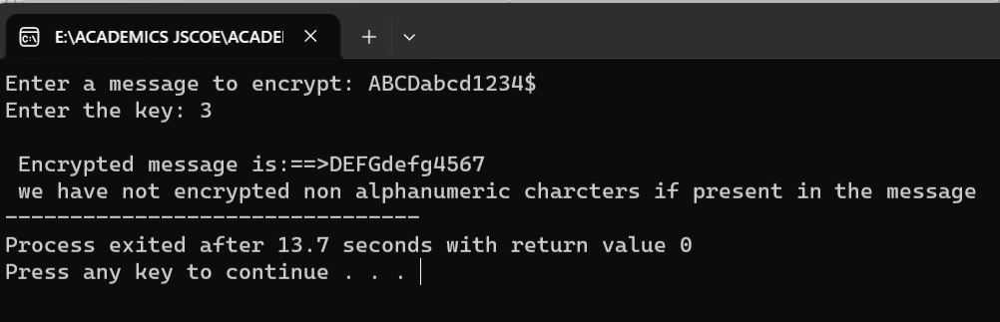 E:\ACADEMICS JSCOE\ACADEI
Enter a message to encrypt: ABCDabcd1234$
Enter the key: 3
Encrypted message is:==>DEFGdefg4567
we have not encrypted non alphanumeric charcters if present in the message
--------------------------------
Process exited after 13.7 seconds with return value 0
Press any key to continue . . .